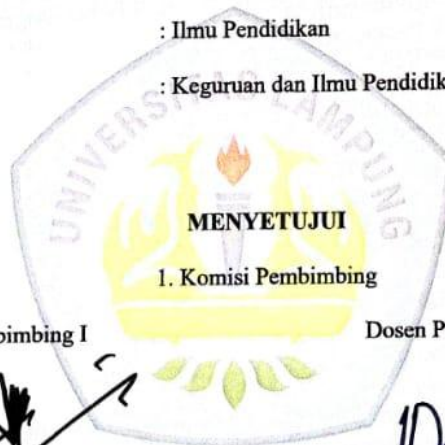 : Ilmu Pendidikan
: Keguruan dan Ilmu Pendidik
UNIVERSITAS LAMPUNG
MENYETUJUI
1. Komisi Pembimbing
bimbing I Dosen P